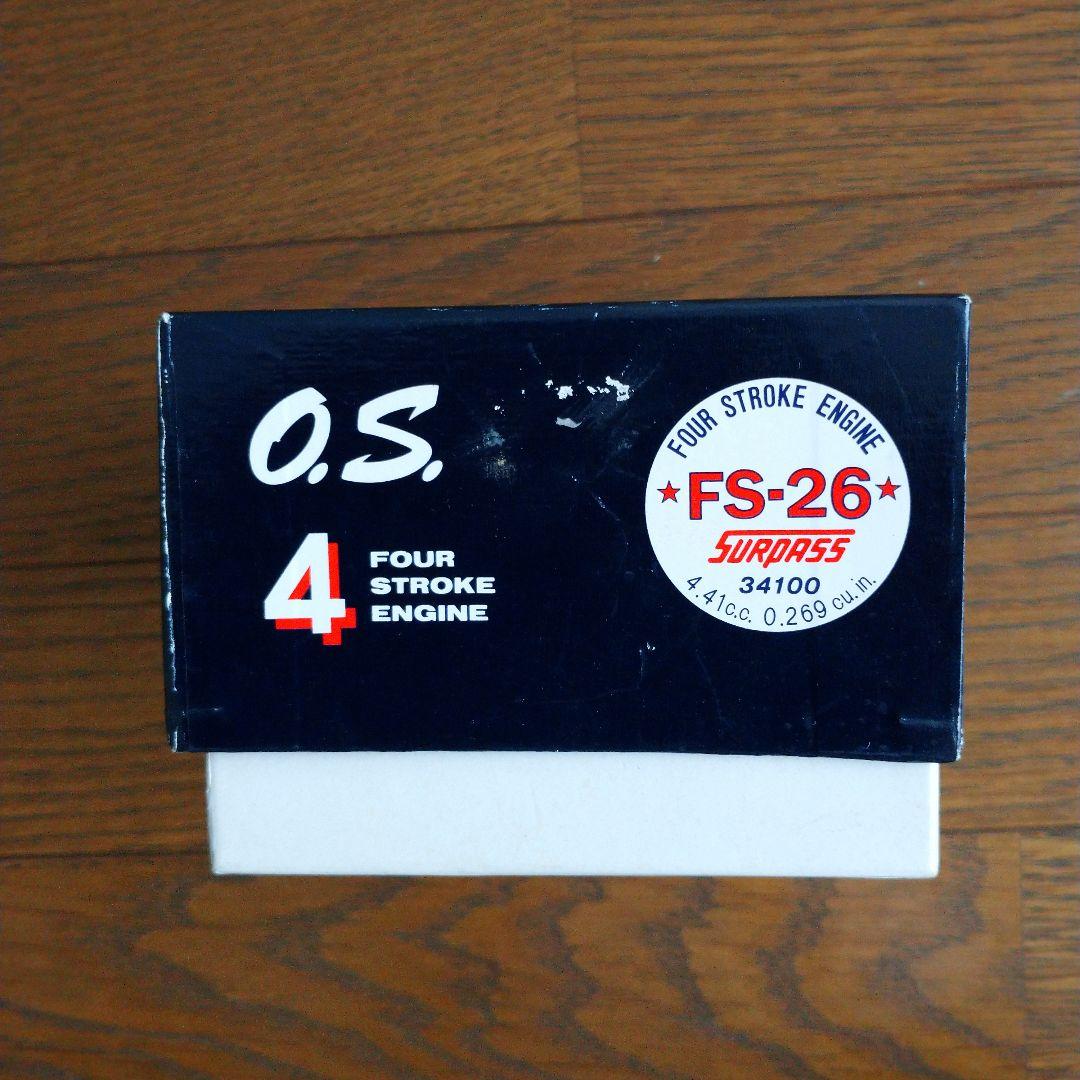 O.S.
4 FOUR
STROKE
ENGINE
FOUR STROKE ENGINE
★FS-26★
SURPASS
34100
4.41c.c. 0.269 cu.in.